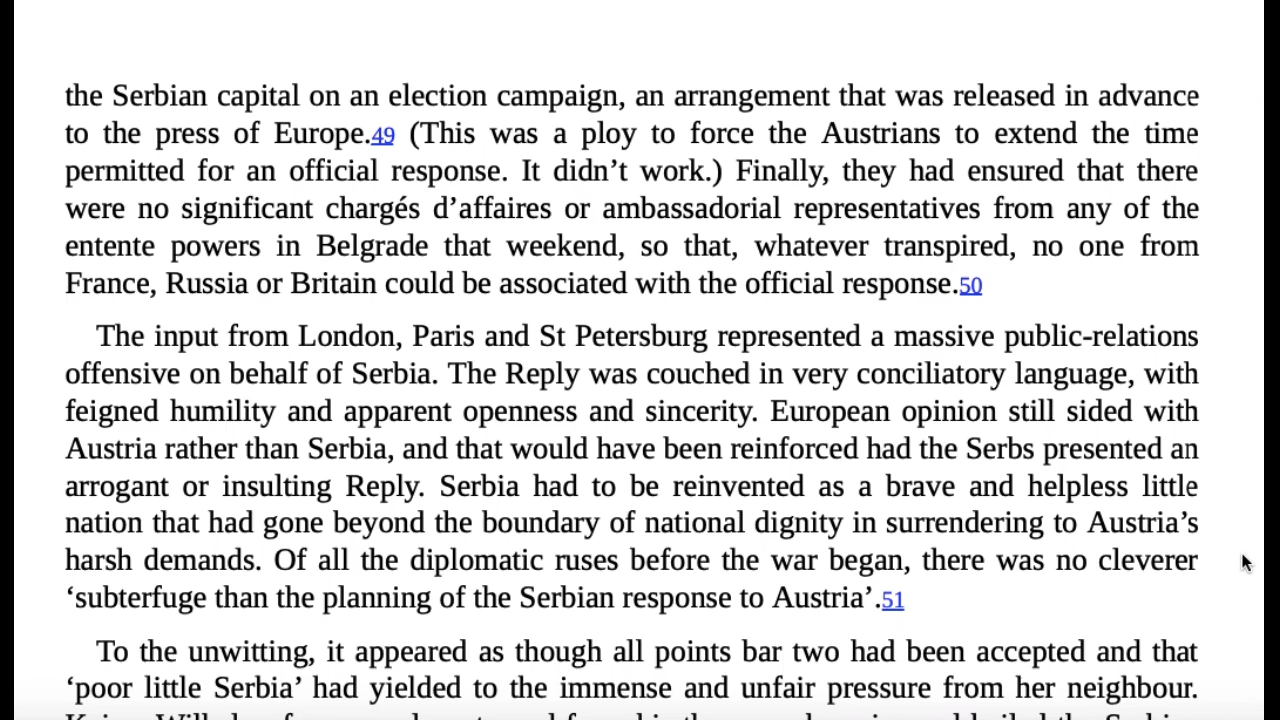 the Serbian capital on an election campaign, an arrangement that was released in advance
to the press of Europe.49 (This was a ploy to force the Austrians to extend the time
permitted for an official response. It didn’t work.) Finally, they had ensured that there
were no significant chargés d’affaires or ambassadorial representatives from any of the
entente powers in Belgrade that weekend, so that, whatever transpired, no one from
France, Russia or Britain could be associated with the official response.50
The input from London, Paris and St Petersburg represented a massive public-relations
offensive on behalf of Serbia. The Reply was couched in very conciliatory language, with
feigned humility and apparent openness and sincerity. European opinion still sided with
Austria rather than Serbia, and that would have been reinforced had the Serbs presented an
arrogant or insulting Reply. Serbia had to be reinvented as a brave and helpless little
nation that had gone beyond the boundary of national dignity in surrendering to Austria’s
harsh demands. Of all the diplomatic ruses before the war began, there was no cleverer
‘subterfuge than the planning of the Serbian response to Austria’.51
To the unwitting, it appeared as though all points bar two had been accepted and that
‘poor little Serbia’ had yielded to the immense and unfair pressure from her neighbour.